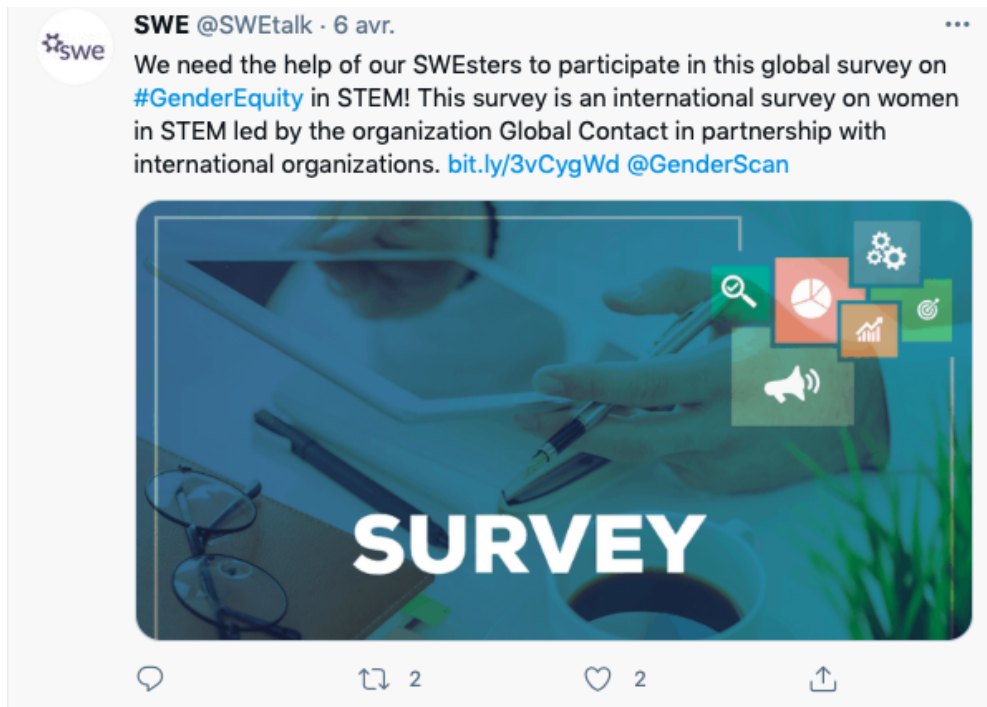 swe
SWE @SWEtalk · 6 avr.
We need the help of our SWEsters to participate in this global survey on
#GenderEquity in STEM! This survey is an international survey on women
in STEM led by the organization Global Contact in partnership with
international organizations. bit.ly/3vCygWd @GenderScan
SURVEY
2
2